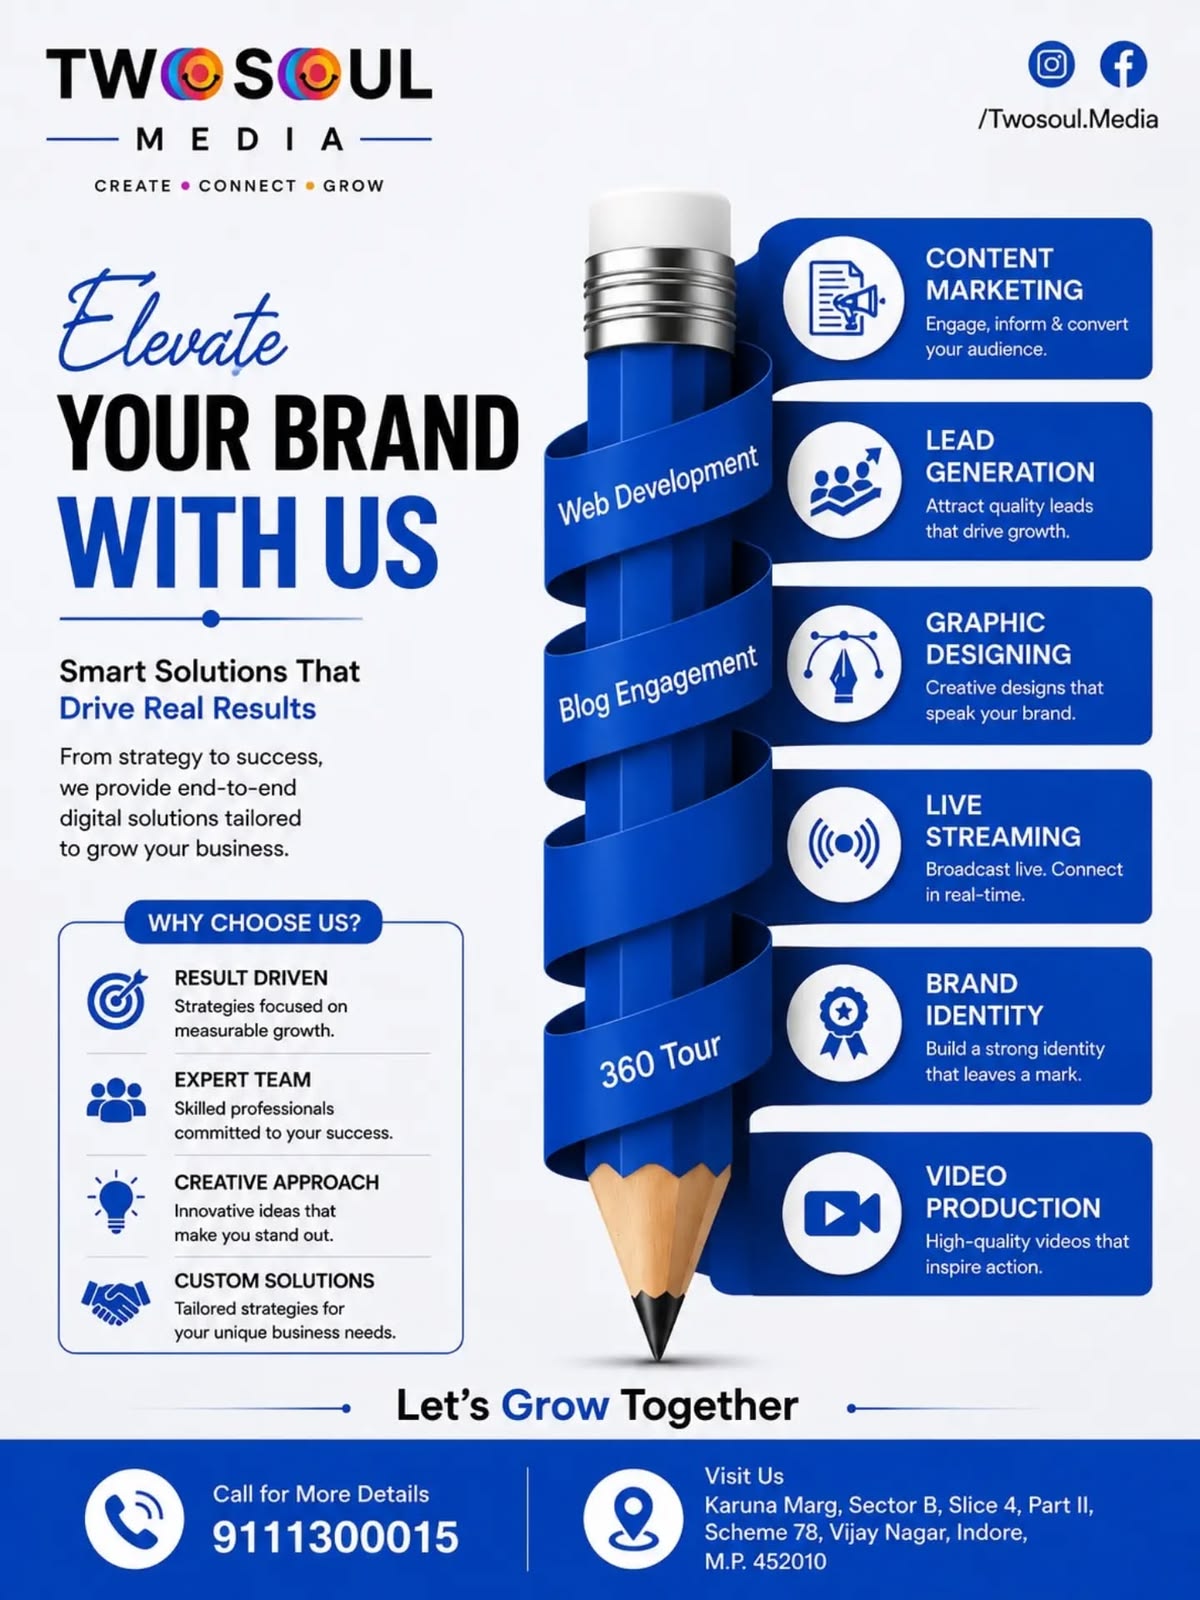 TWOSOUL
MEDIA
CREATE • CONNECT • GROW
/Twosoul.Media
Elevate
YOUR BRAND
WITH US
Smart Solutions That
Drive Real Results
From strategy to success,
we provide end-to-end
digital solutions tailored
to grow your business.
WHY CHOOSE US?
RESULT DRIVEN
Strategies focused on
measurable growth.
EXPERT TEAM
Skilled professionals
committed to your success.
CREATIVE APPROACH
Innovative ideas that
make you stand out.
CUSTOM SOLUTIONS
Tailored strategies for
your unique business needs.
Web Development
Blog Engagement
360 Tour
CONTENT
MARKETING
Engage, inform & convert
your audience.
LEAD
GENERATION
Attract quality leads
that drive growth.
GRAPHIC
DESIGNING
Creative designs that
speak your brand.
LIVE
STREAMING
Broadcast live. Connect
in real-time.
BRAND
IDENTITY
Build a strong identity
that leaves a mark.
VIDEO
PRODUCTION
High-quality videos that
inspire action.
Let's Grow Together
Call for More Details
9111300015
Visit Us
Karuna Marg, Sector B, Slice 4, Part II,
Scheme 78, Vijay Nagar, Indore,
M.P. 452010